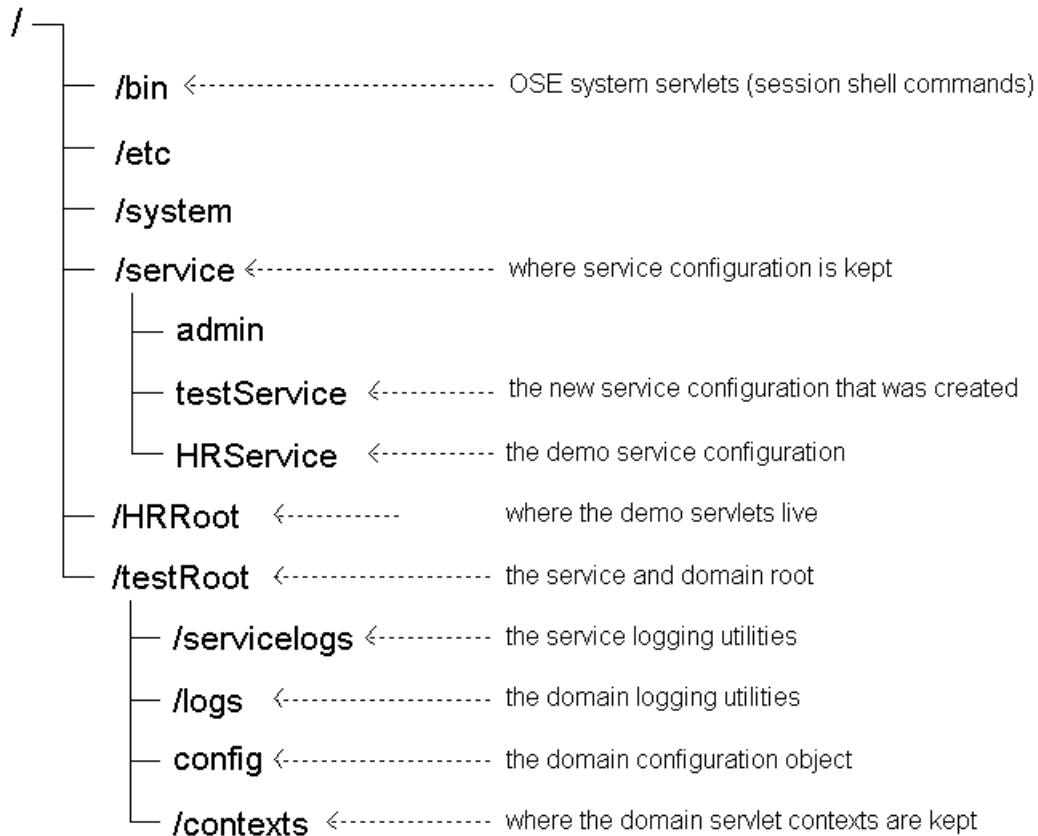 /
/bin OSE system servlets (session shell commands)
/etc
/system
/service where service configuration is kept
admin
testService the new service configuration that was created
HRService the demo service configuration
/HRRoot where the demo servlets live
/testRoot the service and domain root
/servicelogs the service logging utilities
/logs the domain logging utilities
config the domain configuration object
/contexts where the domain servlet contexts are kept